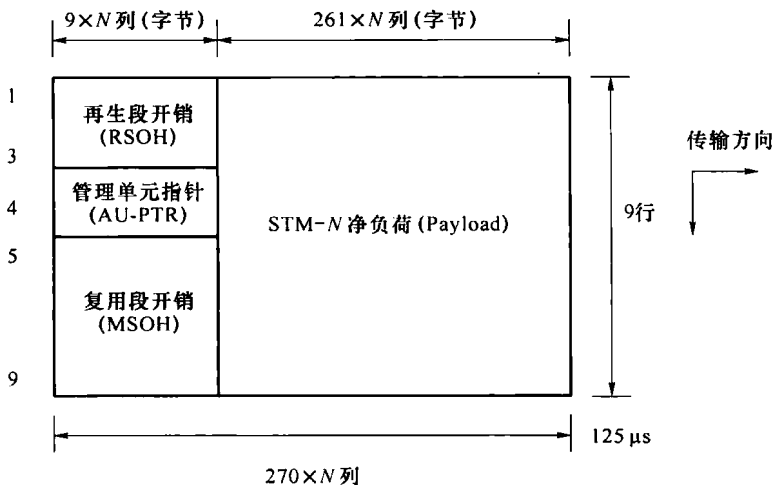 9×N列(字节)
261×N列(字节)
1
再生段开销
(RSOH)
3
管理单元指针
(AU-PTR)
4
5
复用段开销
(MSOH)
9
STM-N净负荷(Payload)
9行
传输方向
125 μs
270×N列